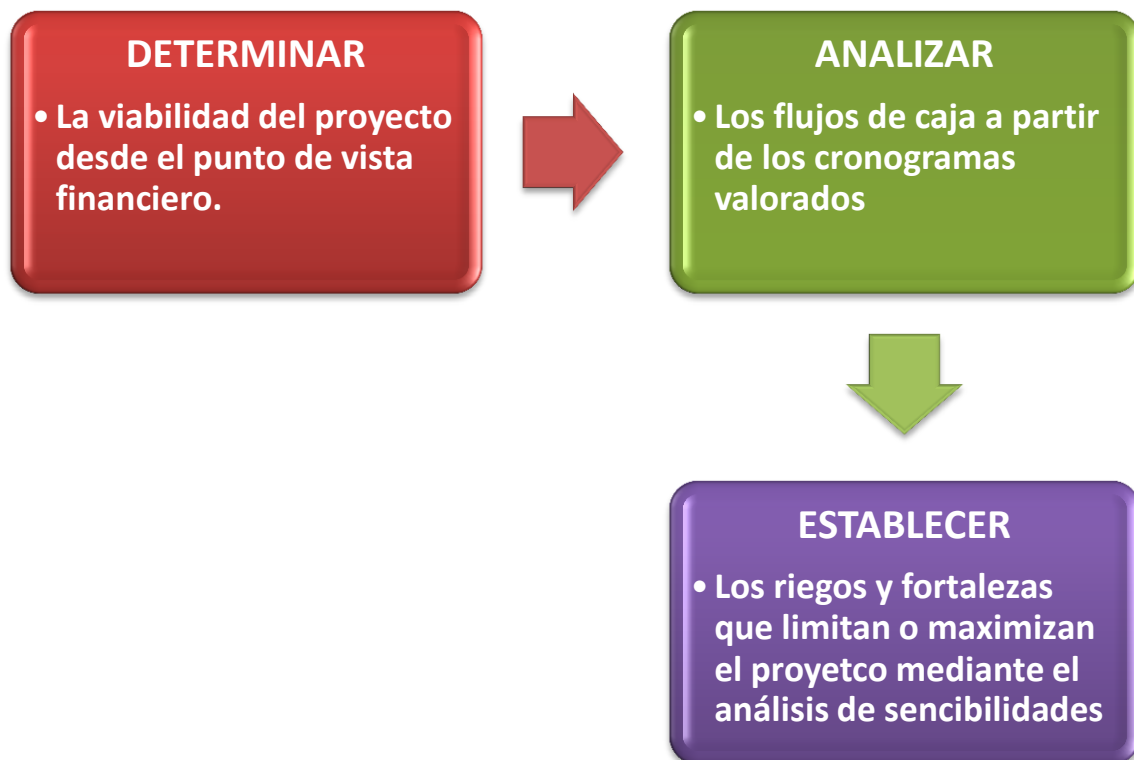 DETERMINAR
• La viabilidad del proyecto
desde el punto de vista
financiero.
ANALIZAR
• Los flujos de caja a partir
de los cronogramas
valorados
ESTABLECER
• Los riegos y fortalezas
que limitan o maximizan
el proyetco mediante el
análisis de sencibilidades